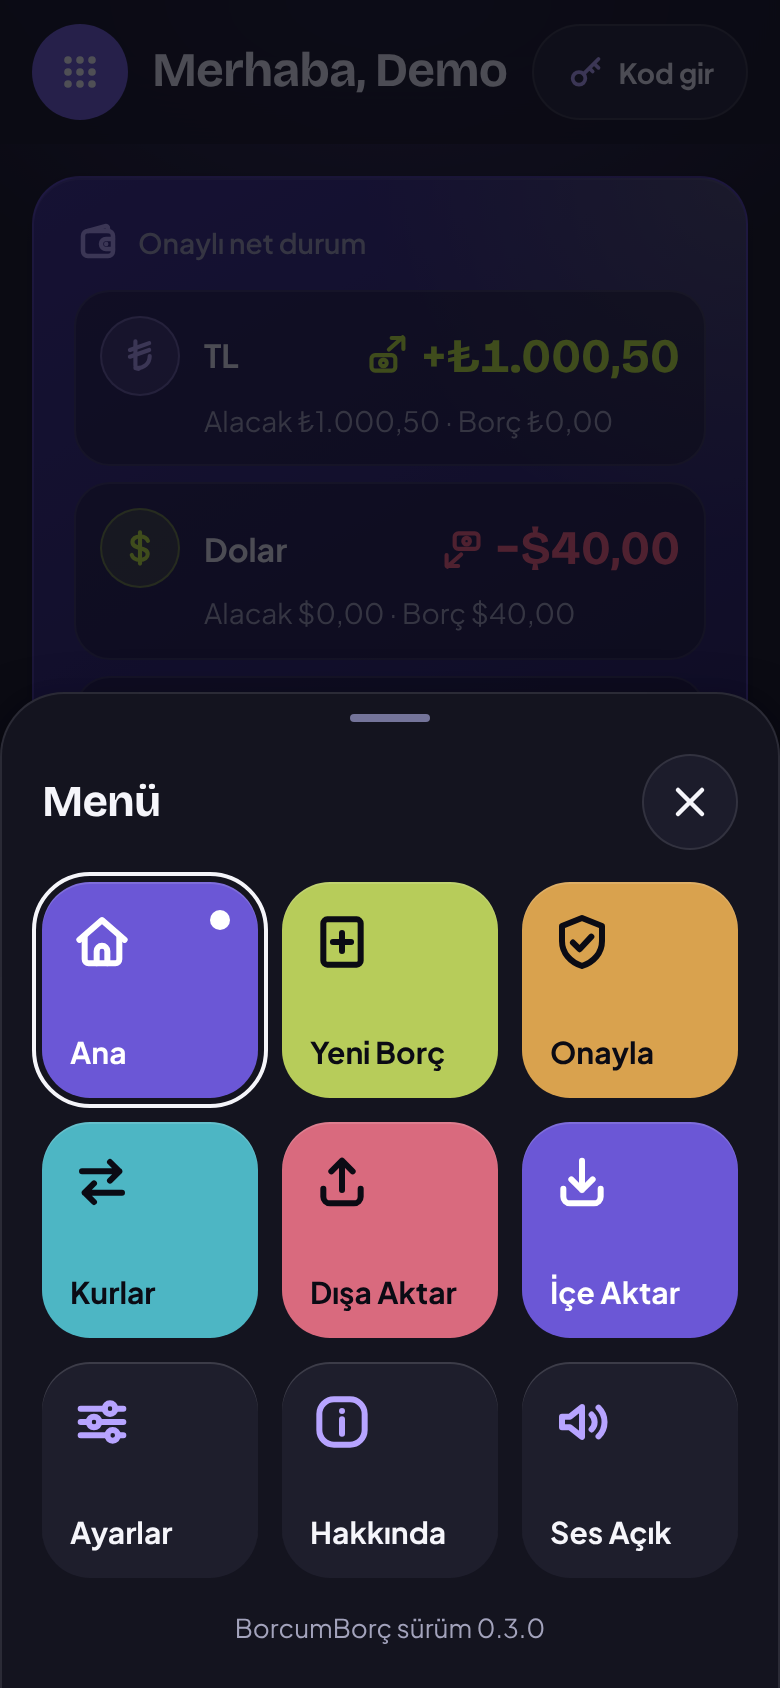 Merhaba, Demo
Kod gir
Onaylı net durum
₺ TL +₺1.000,50
Alacak ₺1.000,50 · Borç ₺0,00
$ Dolar −$40,00
Alacak $0,00 · Borç $40,00
Menü
Ana
Yeni Borç
Onayla
Kurlar
Dışa Aktar
İçe Aktar
Ayarlar
Hakkında
Ses Açık
BorcumBorç sürüm 0.3.0